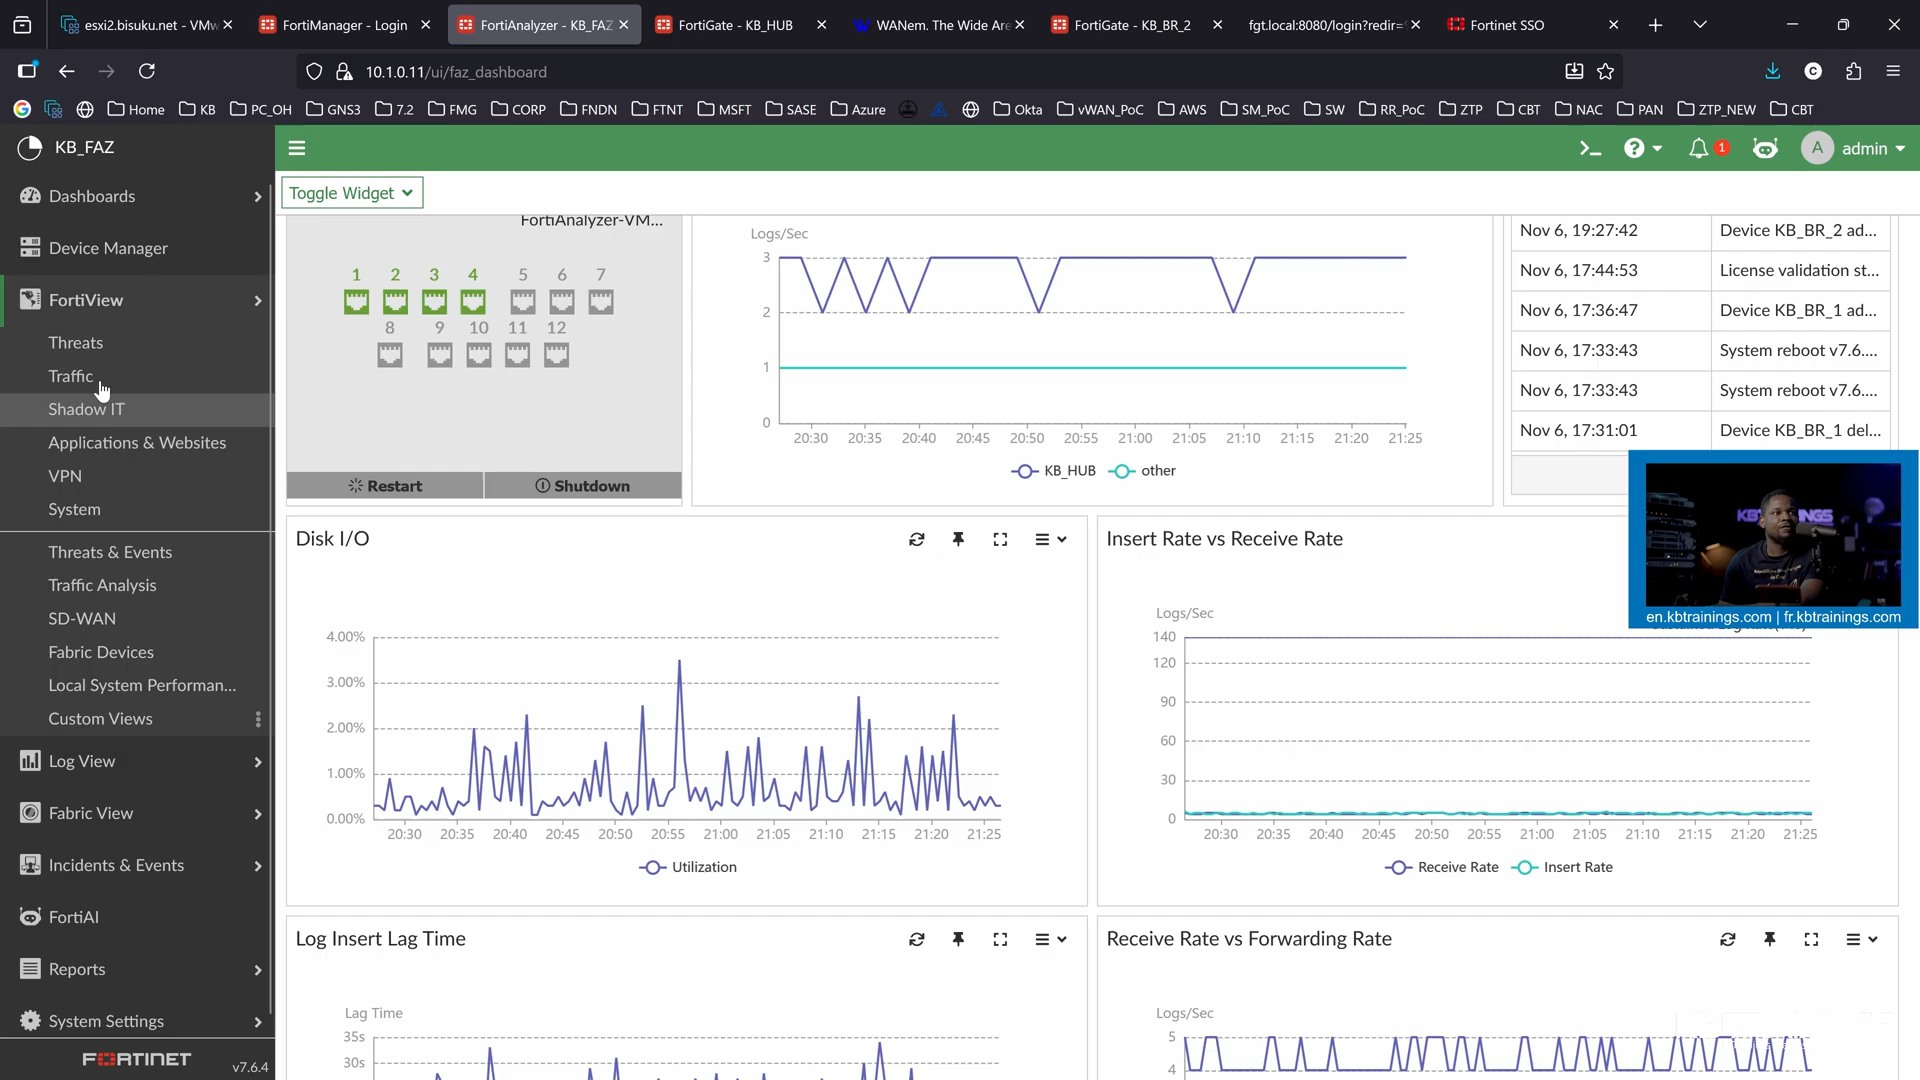 esxi2.bisuku.net - VMw
FortiManager - Login
FortiAnalyzer - KB_FAZ
FortiGate - KB_HUB
WANem. The Wide Are
FortiGate - KB_BR_2
fgt.local:8080/login?redir=
Fortinet SSO
10.1.0.11/ui/faz_dashboard
Home
KB
PC_OH
GNS3
7.2
FMG
CORP
FNDN
FTNT
MSFT
SASE
Azure
Okta
vWAN_PoC
AWS
SM_PoC
SW
RR_PoC
ZTP
CBT
NAC
PAN
ZTP_NEW
CBT
KB_FAZ
1
A
admin
Dashboards
Device Manager
FortiView
Threats
Traffic
Shadow IT
Applications & Websites
VPN
System
Threats & Events
Traffic Analysis
SD-WAN
Fabric Devices
Local System Performan...
Custom Views
Log View
Fabric View
Incidents & Events
FortiAI
Reports
System Settings
FORTINET
v7.6.4
Toggle Widget
FortiAnalyzer-VM...
1 2 3 4 5 6 7
8 9 10 11 12
Restart
Shutdown
Logs/Sec
3
2
1
0
20:30 20:35 20:40 20:45 20:50 20:55 21:00 21:05 21:10 21:15 21:20 21:25
KB_HUB
other
Nov 6, 19:27:42 Device KB_BR_2 ad...
Nov 6, 17:44:53 License validation st...
Nov 6, 17:36:47 Device KB_BR_1 ad...
Nov 6, 17:33:43 System reboot v7.6....
Nov 6, 17:33:43 System reboot v7.6....
Nov 6, 17:31:01 Device KB_BR_1 del...
en.kbtrainings.com | fr.kbtrainings.com
Disk I/O
4.00%
3.00%
2.00%
1.00%
0.00%
20:30 20:35 20:40 20:45 20:50 20:55 21:00 21:05 21:10 21:15 21:20 21:25
Utilization
Insert Rate vs Receive Rate
Logs/Sec
140
120
90
60
30
0
20:30 20:35 20:40 20:45 20:50 20:55 21:00 21:05 21:10 21:15 21:20 21:25
Receive Rate
Insert Rate
Log Insert Lag Time
Lag Time
35s
30s
Receive Rate vs Forwarding Rate
Logs/Sec
5
4